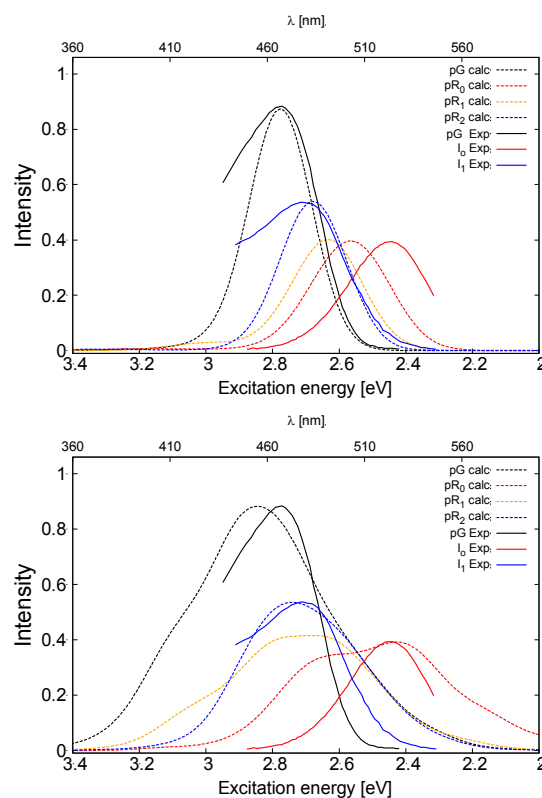 λ [nm].
360 410 460 510 560
1
0.8
0.6
0.4
0.2
0
Intensity
pG calc
pR0 calc
pR1 calc
pR2 calc
pG Exp
Io Exp
I1 Exp
3.4 3.2 3 2.8 2.6 2.4 2.2 2
Excitation energy [eV]
λ [nm].
360 410 460 510 560
1
0.8
0.6
0.4
0.2
0
Intensity
pG calc
pR0 calc
pR1 calc
pR2 calc
pG Exp
Io Exp
I1 Exp
3.4 3.2 3 2.8 2.6 2.4 2.2 2
Excitation energy [eV]